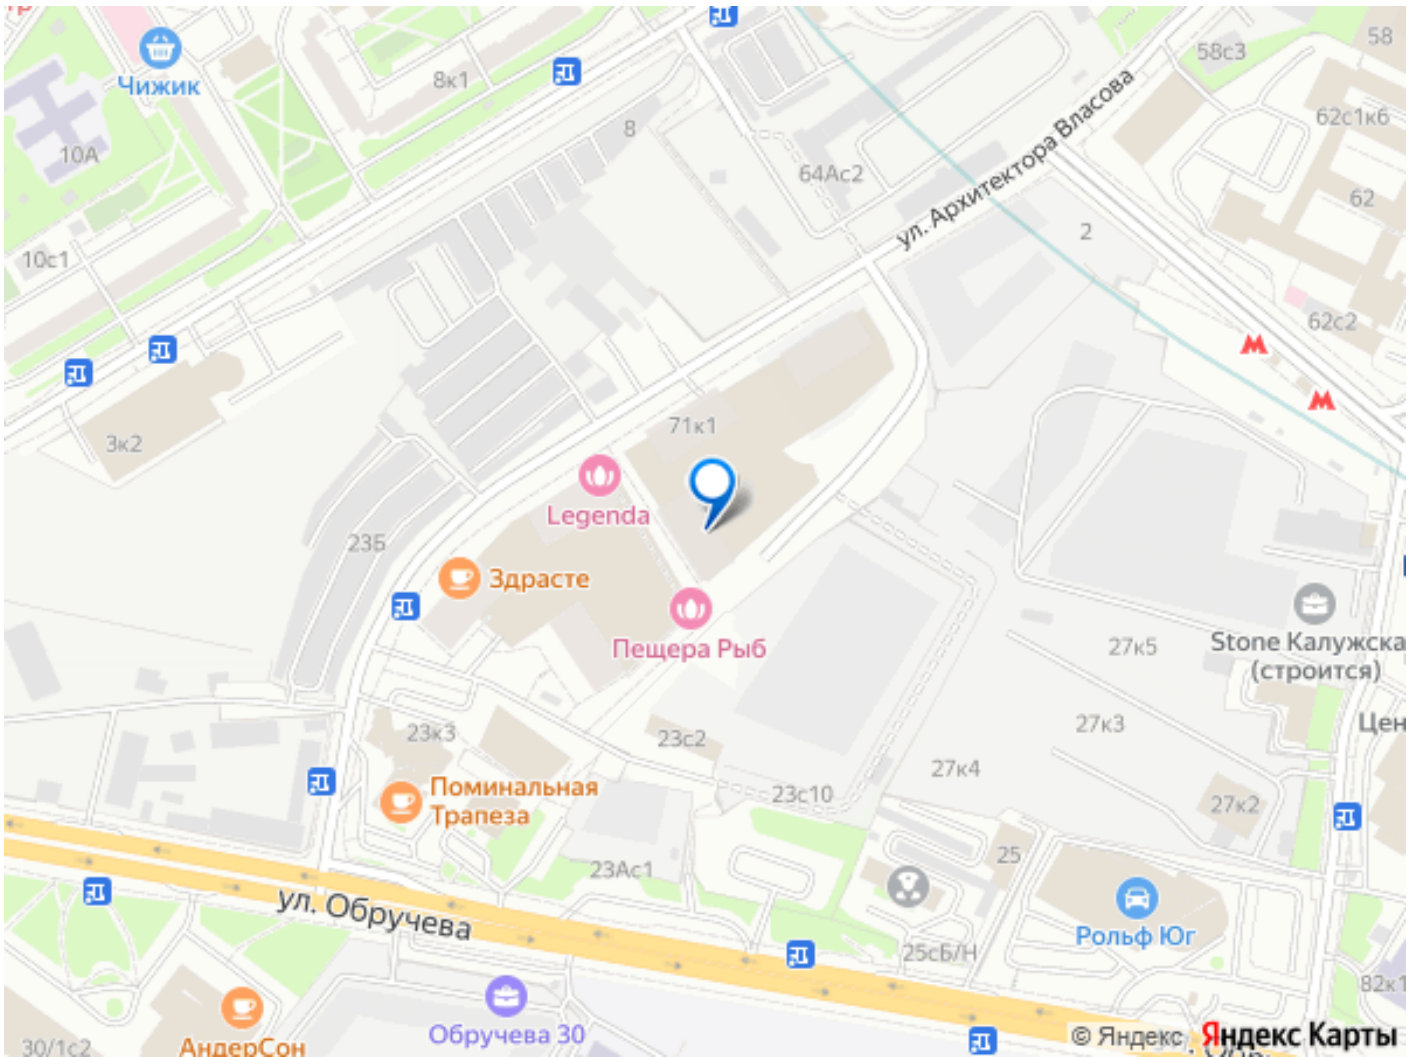 58
58с3
Чижик
8к1
62с1к6
8
10А
64Ас2
ул. Архитектора Власова
62
2
10с1
62с2
3к2
71к1
Legenda
23Б
Здрасте
Пещера Рыб
27к5
Stone Калужска
(строится)
27к3
Цен
23к3
23с2
27к4
23с10
27к2
Поминальная
Трапеза
23Ас1
25
ул. Обручева
Рольф Юг
25сБ/Н
82к1
Обручева 30
30/1с2
АндерСон
© Яндекс
Яндекс Карты